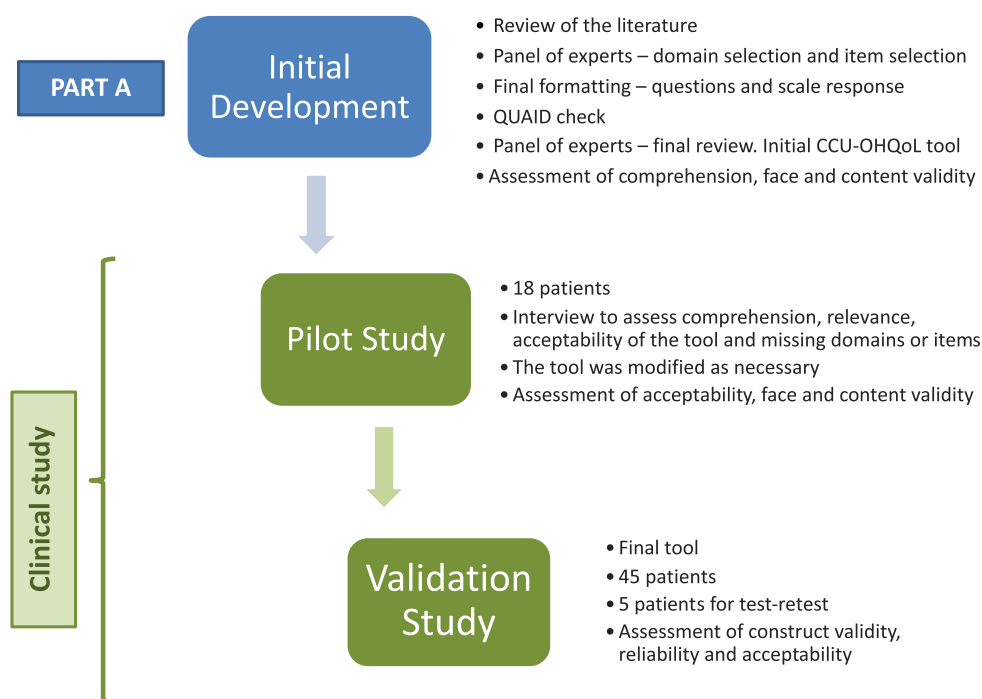 PART A
Initial
Development
• Review of the literature
• Panel of experts – domain selection and item selection
• Final formatting – questions and scale response
• QUAID check
• Panel of experts – final review. Initial CCU-OHQoL tool
• Assessment of comprehension, face and content validity
Clinical study
Pilot Study
• 18 patients
• Interview to assess comprehension, relevance,
acceptability of the tool and missing domains or items
• The tool was modified as necessary
• Assessment of acceptability, face and content validity
Validation
Study
• Final tool
• 45 patients
• 5 patients for test-retest
• Assessment of construct validity,
reliability and acceptability